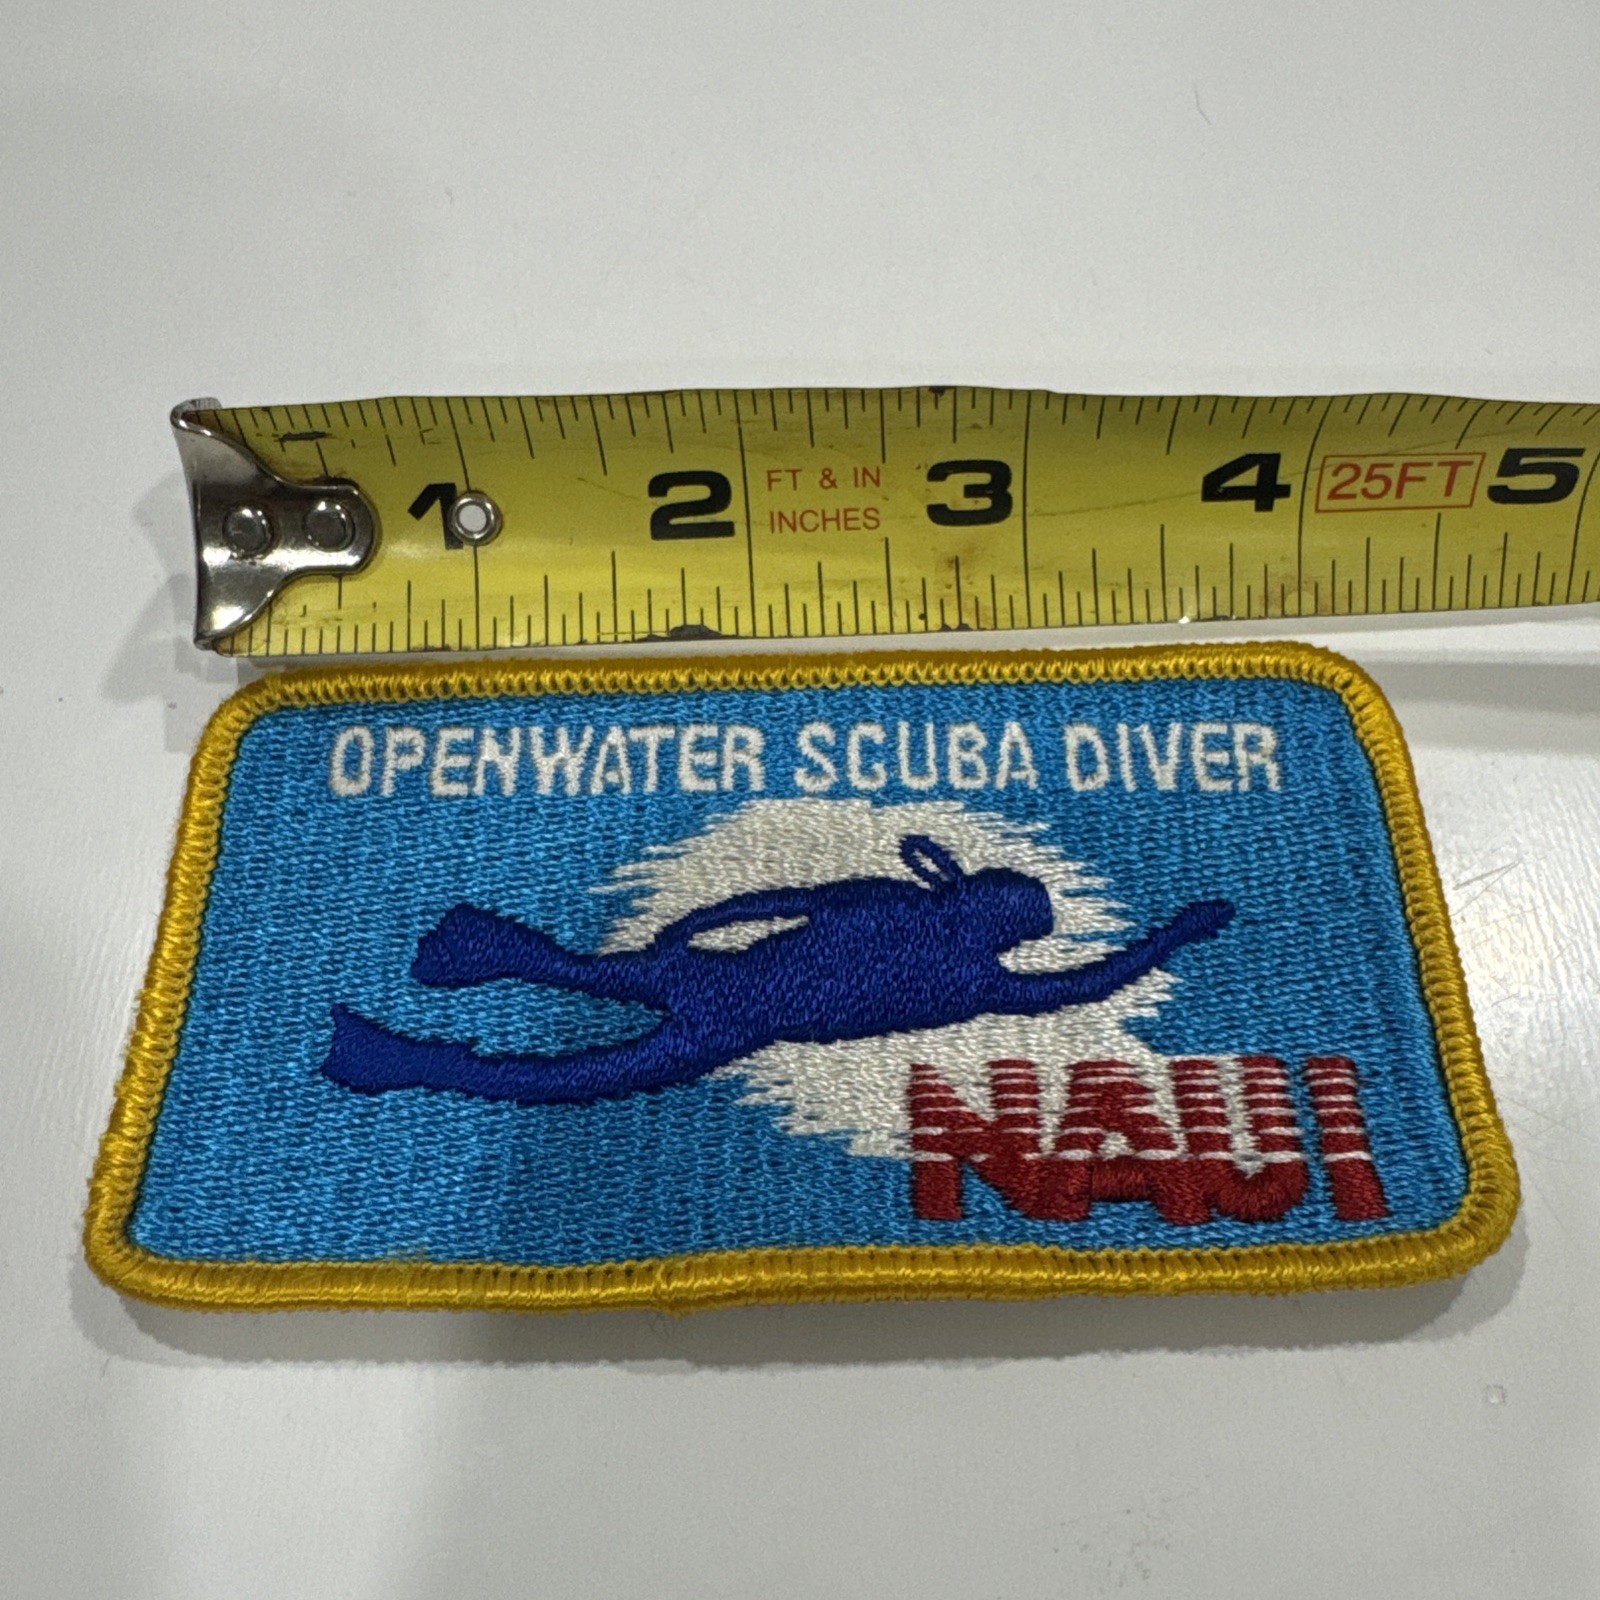 1 2 FT & IN 3 4 25FT 5
INCHES
OPENWATER SCUBA DIVER
NAUI